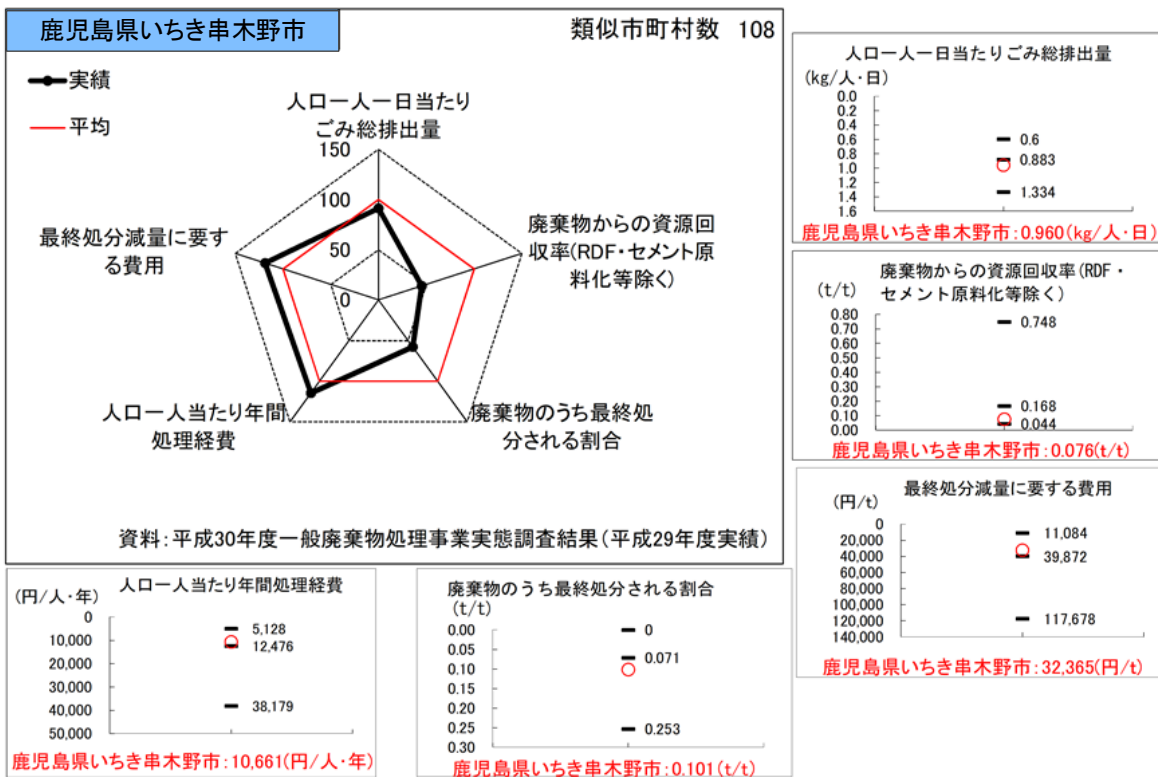 鹿児島県いちき串木野市
類似市町村数 108
実績
平均
人口一人一日当たり
ごみ総排出量
150
100
50
0
廃棄物からの資源回
収率(RDF・セメント原
料化等除く)
最終処分減量に要す
る費用
人口一人当たり年間
処理経費
廃棄物のうち最終処
分される割合
資料:平成30年度一般廃棄物処理事業実態調査結果(平成29年度実績)
人口一人一日当たりごみ総排出量
(kg/人・日)
0.0
0.2
0.4
0.6
0.8
1.0
1.2
1.4
1.6
0.6
0.883
1.334
鹿児島県いちき串木野市:0.960(kg/人・日)
廃棄物からの資源回収率(RDF・
セメント原料化等除く)
(t/t)
0.80
0.70
0.60
0.50
0.40
0.30
0.20
0.10
0.00
0.748
0.168
0.044
鹿児島県いちき串木野市:0.076(t/t)
最終処分減量に要する費用
(円/t)
0
20,000
40,000
60,000
80,000
100,000
120,000
140,000
11,084
39,872
117,678
鹿児島県いちき串木野市:32,365(円/t)
人口一人当たり年間処理経費
(円/人・年)
0
10,000
20,000
30,000
40,000
50,000
5,128
12,476
38,179
鹿児島県いちき串木野市:10,661(円/人・年)
廃棄物のうち最終処分される割合
(t/t)
0.00
0.05
0.10
0.15
0.20
0.25
0.30
0
0.071
0.253
鹿児島県いちき串木野市:0.101(t/t)